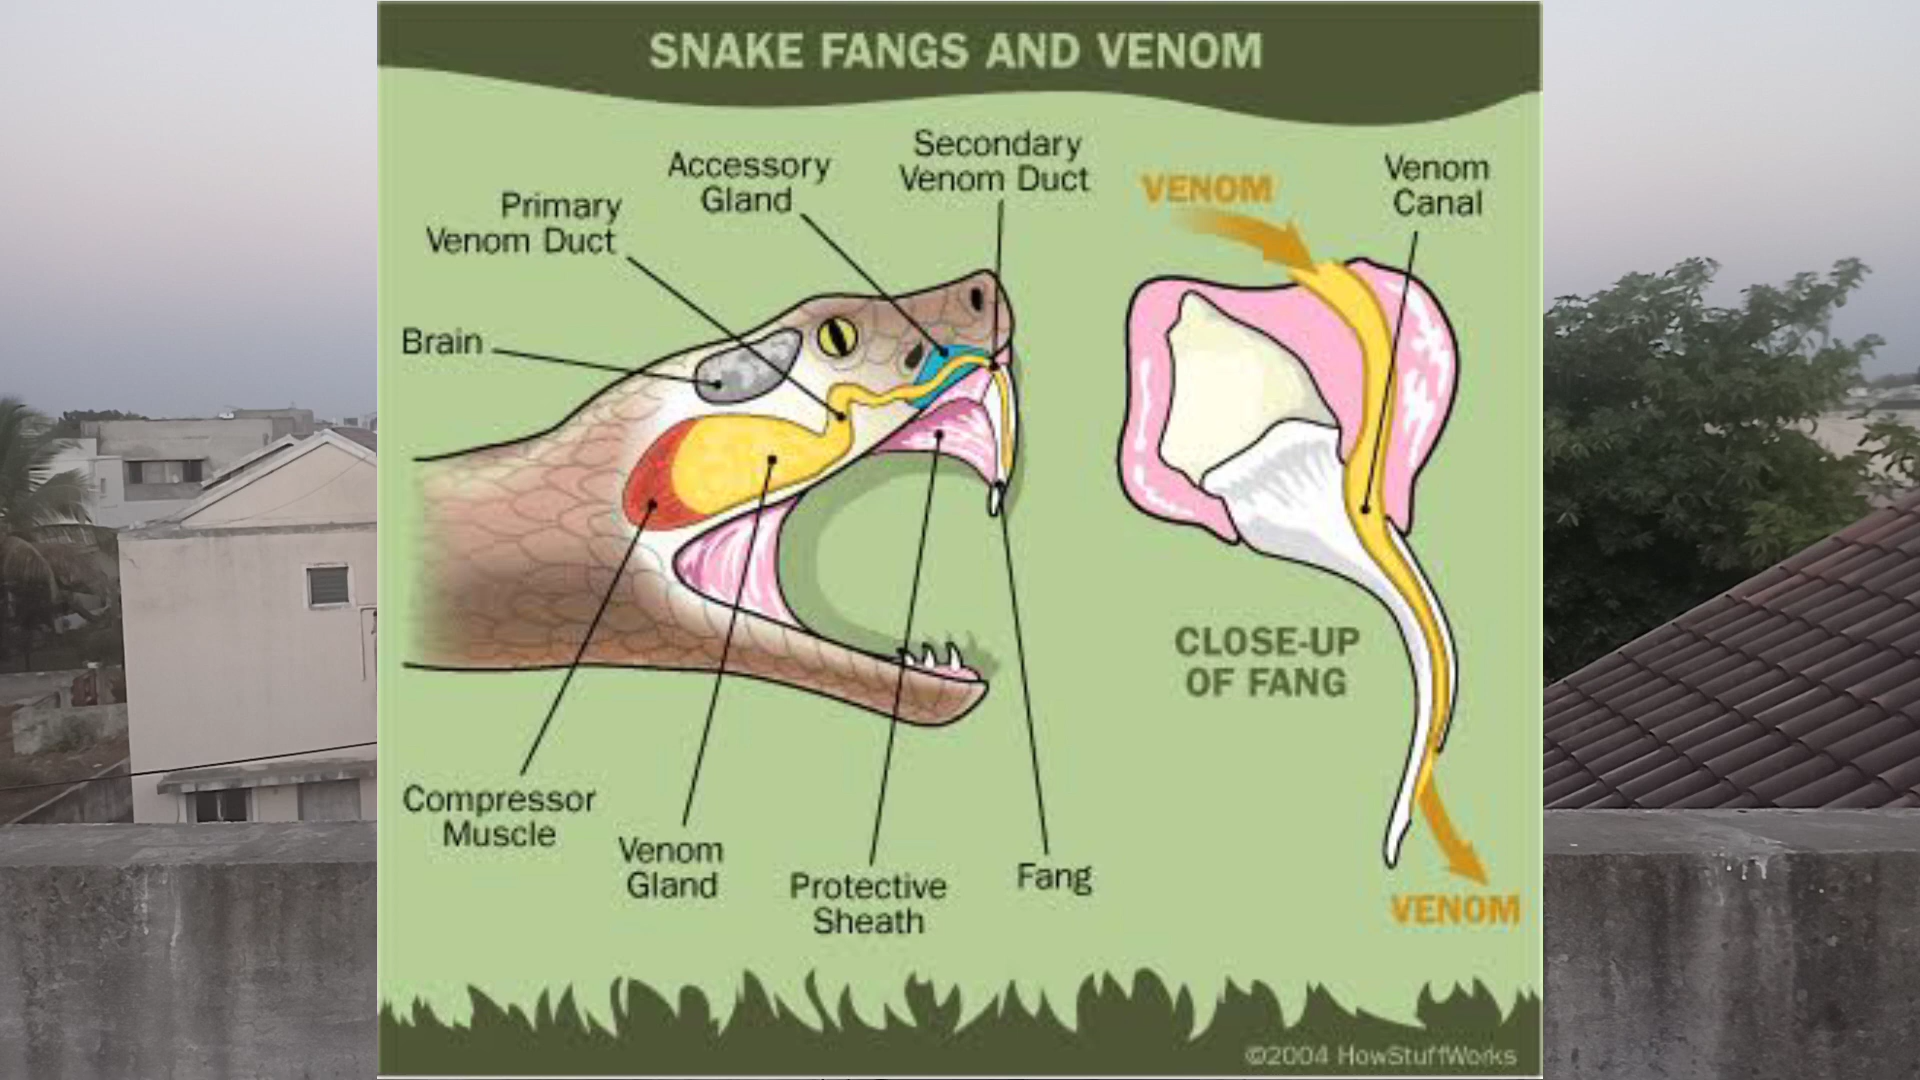 SNAKE FANGS AND VENOM
Secondary
Venom Duct
Accessory
Gland
Primary
Venom Duct
Brain
VENOM
Venom
Canal
CLOSE-UP
OF FANG
Compressor
Muscle
Venom
Gland
Protective
Sheath
Fang
VENOM
©2004 HowStuffWorks